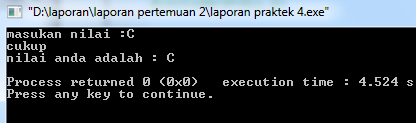 "D:\laporan\laporan pertemuan 2\laporan praktek 4.exe"
masukan nilai :C
cukup
nilai anda adalah : C
Process returned 0 (0x0)   execution time : 4.524 s
Press any key to continue.